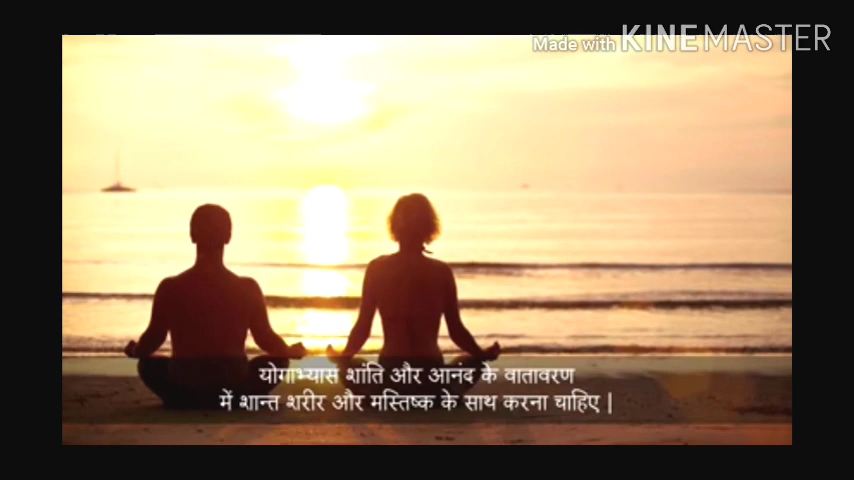 Made with KINEMASTER
योगाभ्यास शांति और आनंद के वातावरण
में शान्त शरीर और मस्तिष्क के साथ करना चाहिए |